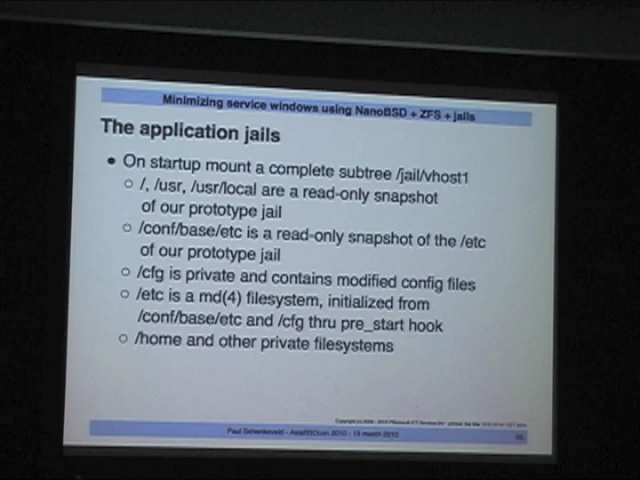 Minimizing service windows using NanoBSD + ZFS + jails
The application jails
● On startup mount a complete subtree /jail/vhost1
○ /, /usr, /usr/local are a read-only snapshot
of our prototype jail
○ /conf/base/etc is a read-only snapshot of the /etc
of our prototype jail
○ /cfg is private and contains modified config files
○ /etc is a md(4) filesystem, initialized from
/conf/base/etc and /cfg thru pre_start hook
○ /home and other private filesystems
Paul Schenkeveld - AsiaBSDCon 2010 - 13 march 2010